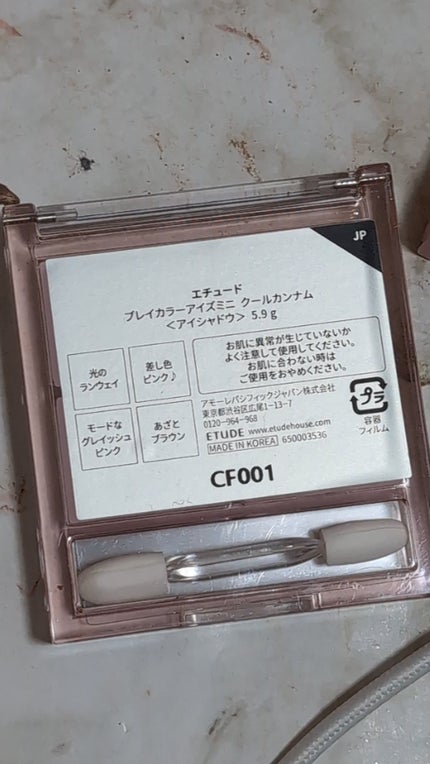 JP
エチュード
プレイカラーアイズミニ クールカンナム
<アイシャドウ> 5.9 g
光の
ランウェイ
差し色
ピンク♪
モードな
グレイッシュ
ピンク
あざと
ブラウン
お肌に異常が生じていないか
よく注意して使用してください。
お肌に合わない時は
ご使用をおやめください。
アモーレパシフィックジャパン株式会社
東京都渋谷区広尾1-13-7
0120-964-968
ETUDE www.etudehouse.com
MADE IN KOREA 650003536
プラ
容器
フィルム
CF001